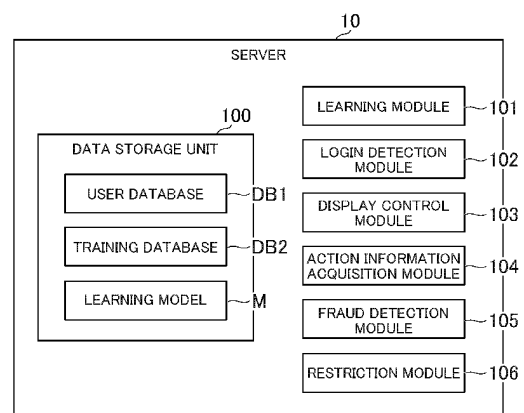 10
SERVER
100
DATA STORAGE UNIT
USER DATABASE
DB1
TRAINING DATABASE
DB2
LEARNING MODEL
M
LEARNING MODULE
101
LOGIN DETECTION
MODULE
102
DISPLAY CONTROL
MODULE
103
ACTION INFORMATION
ACQUISITION MODULE
104
FRAUD DETECTION
MODULE
105
RESTRICTION MODULE
106